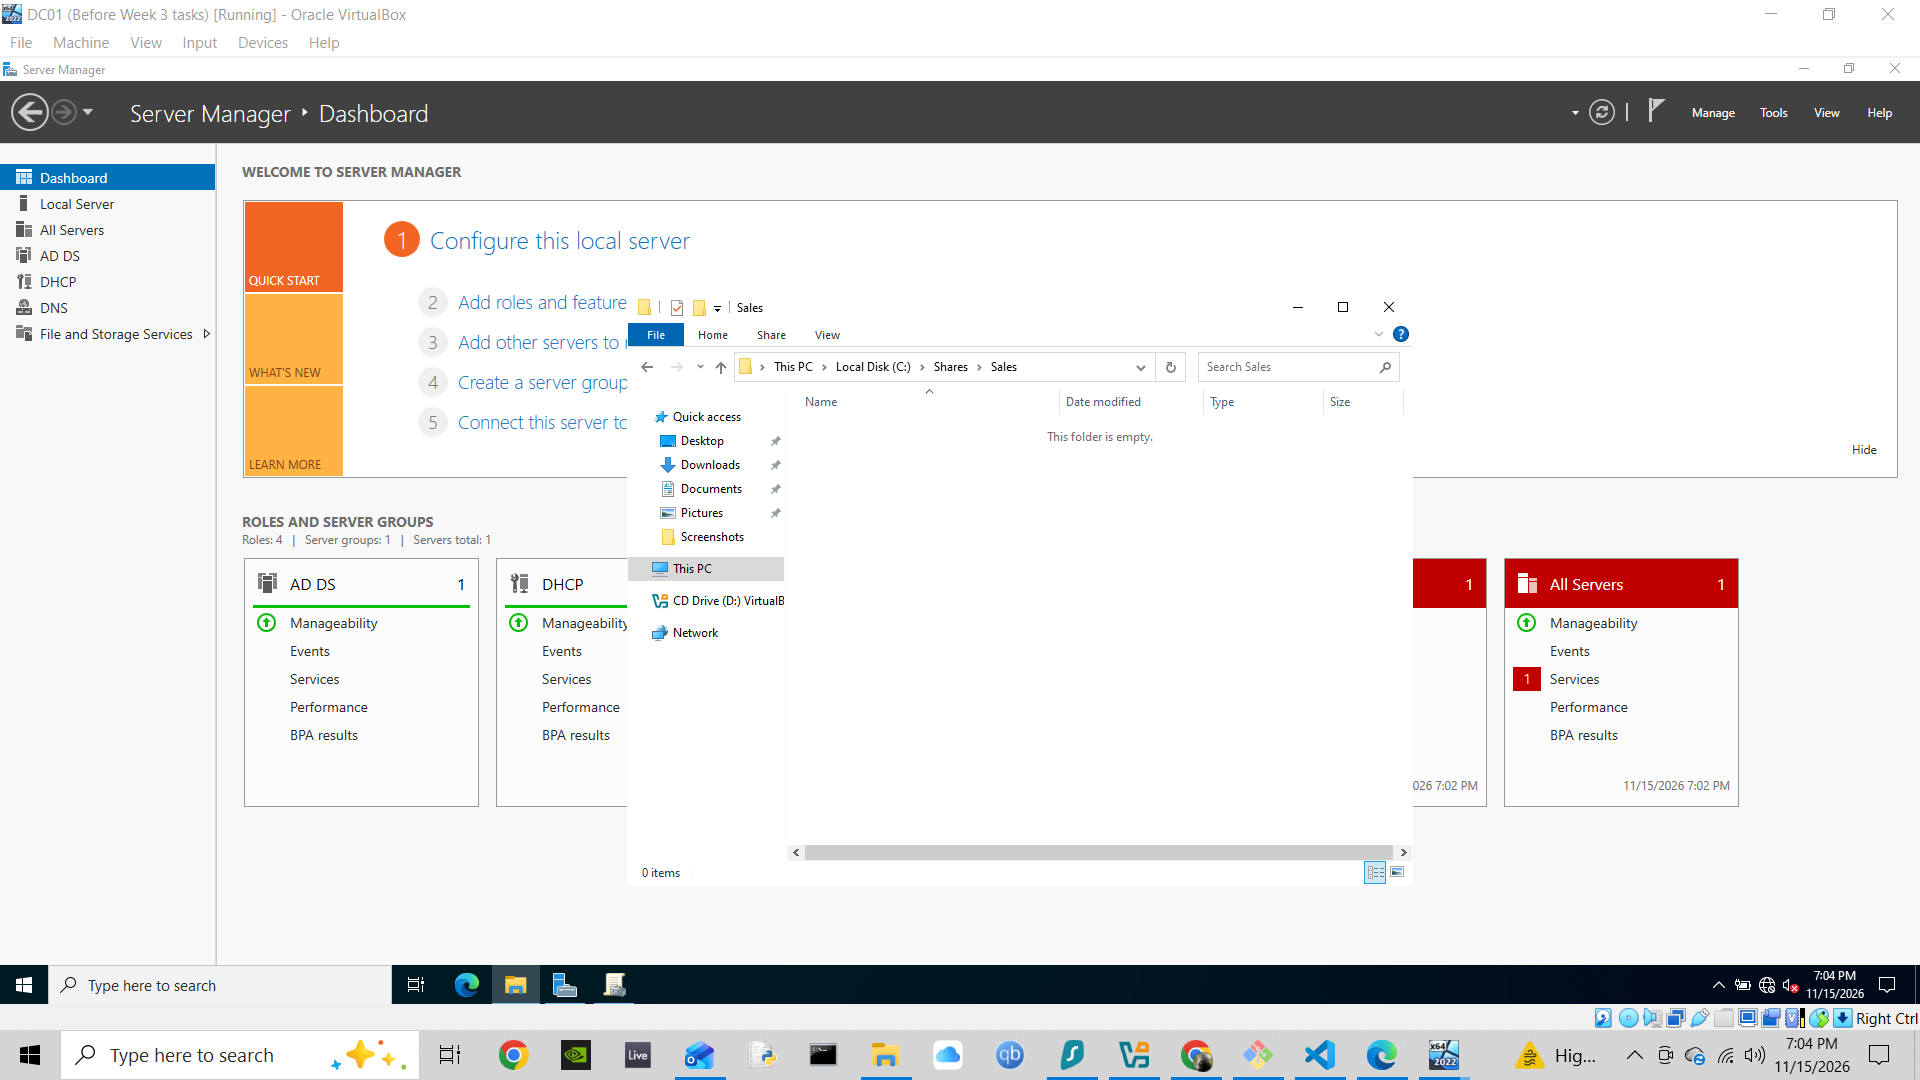 DC01 (Before Week 3 tasks) [Running] - Oracle VirtualBox
File Machine View Input Devices Help
Server Manager
Server Manager ‣ Dashboard
Manage Tools View Help
Dashboard
Local Server
All Servers
AD DS
DHCP
DNS
File and Storage Services
WELCOME TO SERVER MANAGER
QUICK START
WHAT'S NEW
LEARN MORE
1 Configure this local server
2 Add roles and feature
3 Add other servers to
4 Create a server group
5 Connect this server to
Hide
Sales
File Home Share View
This PC › Local Disk (C:) › Shares › Sales
Search Sales
Name Date modified Type Size
This folder is empty.
Quick access
Desktop
Downloads
Documents
Pictures
Screenshots
This PC
CD Drive (D:) VirtualB
Network
0 items
ROLES AND SERVER GROUPS
Roles: 4 | Server groups: 1 | Servers total: 1
AD DS 1
Manageability
Events
Services
Performance
BPA results
DHCP
Manageability
Events
Services
Performance
BPA results
1
026 7:02 PM
All Servers 1
Manageability
Events
1 Services
Performance
BPA results
11/15/2026 7:02 PM
Type here to search
7:04 PM
11/15/2026
Right Ctrl
Type here to search
Live
qb
X64
2022
Hig...
7:04 PM
11/15/2026